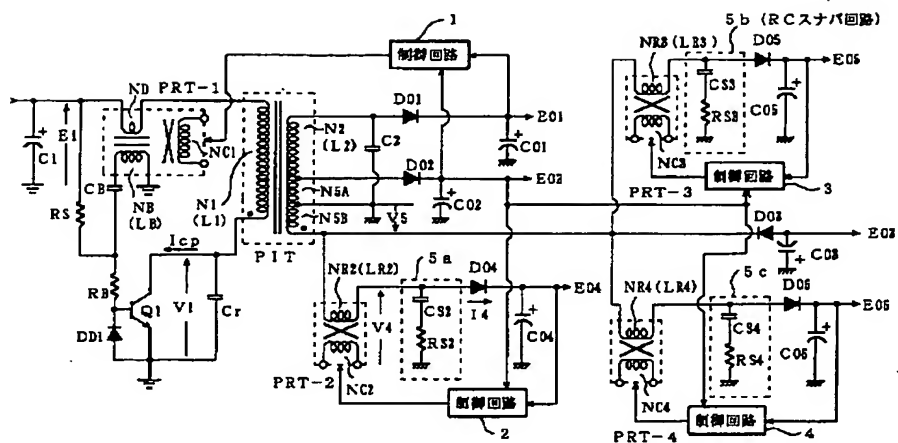 1
制御回路
5b (RCスナバ回路)
NR3(LR3)
D05
E05
CS3
RS3
C05
NC3
制御回路
PRT-3
3
ND
PRT-1
C1
E1
NC1
CB
RS
NB
(LB)
N1
(L1)
PIT
N2
(L2)
N5A
N5B
C2
D01
E01
C01
D02
E02
C02
V5
Icp
RB
Q1
V1
Cr
DD1
D03
E03
C03
NR2(LR2)
5a
D04
E04
I4
V4
CS2
RS2
C04
NC2
PRT-2
制御回路
2
NR4(LR4)
5c
D06
CS4
RS4
NC4
PRT-4
制御回路
4